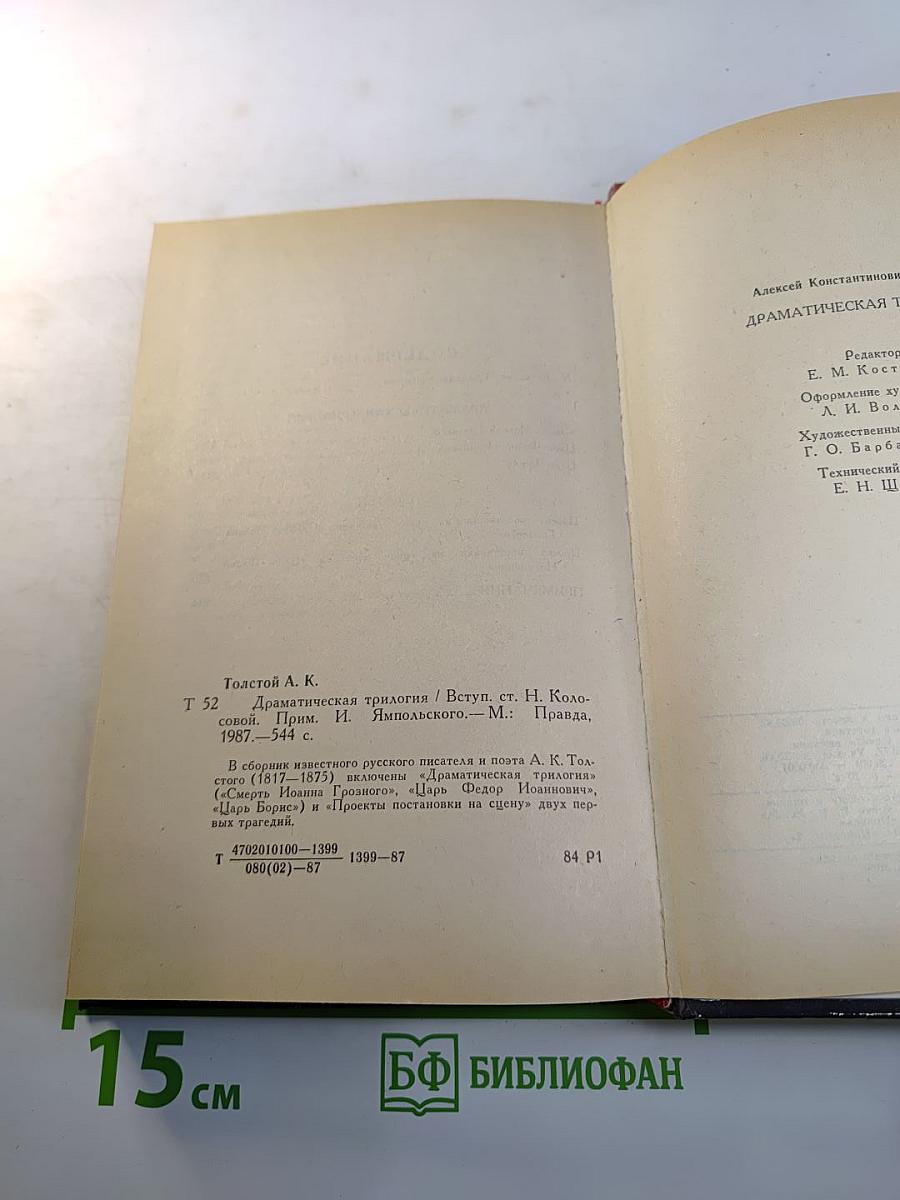 Толстой А. К.
Т 52 Драматическая трилогия / Вступ. ст. Н. Коло-
совой. Прим. И. Ямпольского.— М.: Правда,
1987.—544 с.
В сборник известного русского писателя и поэта А. К. Тол-
стого (1817—1875) включены «Драматическая трилогия»
(«Смерть Иоанна Грозного», «Царь Федор Иоаннович»,
«Царь Борис») и «Проекты постановки на сцену» двух пер-
вых трагедий.
4702010100—1399
Т 1399—87 84 Р1
080(02)—87
Алексей Константинови
ДРАМАТИЧЕСКАЯ Т
Редактор
Е. М. Кост
Оформление ху
Л. И. Вол
Художественны
Г. О. Барба
Технический
Е. Н. Ш
15 см
БФ БИБЛИОФАН